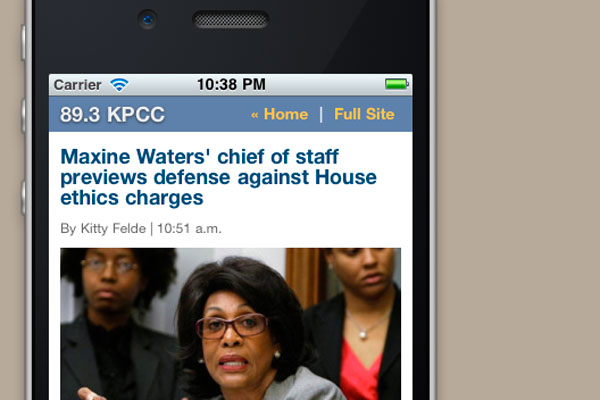 Carrier 10:38 PM
89.3 KPCC « Home | Full Site
Maxine Waters' chief of staff
previews defense against House
ethics charges
By Kitty Felde | 10:51 a.m.